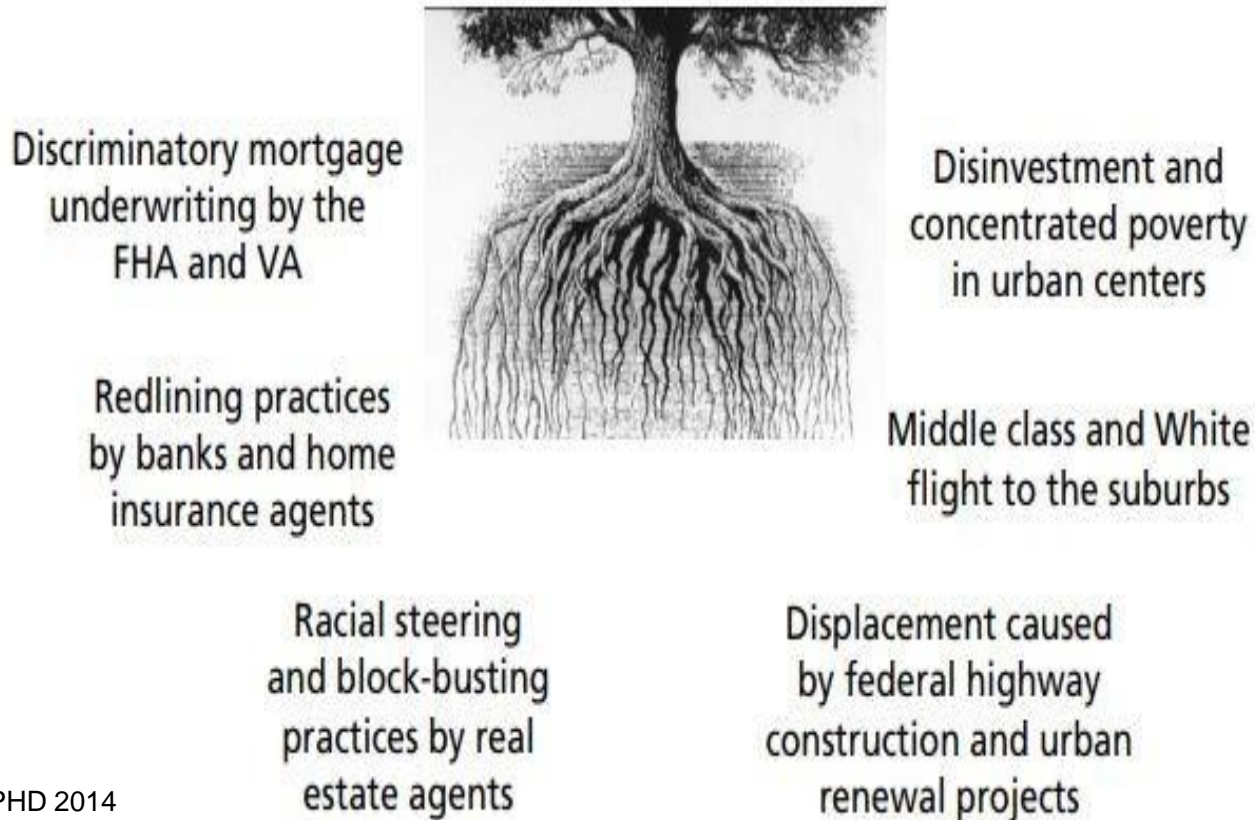 Discriminatory mortgage
underwriting by the
FHA and VA
Redlining practices
by banks and home
insurance agents
Racial steering
and block-busting
practices by real
estate agents
Disinvestment and
concentrated poverty
in urban centers
Middle class and White
flight to the suburbs
Displacement caused
by federal highway
construction and urban
renewal projects
PHD 2014